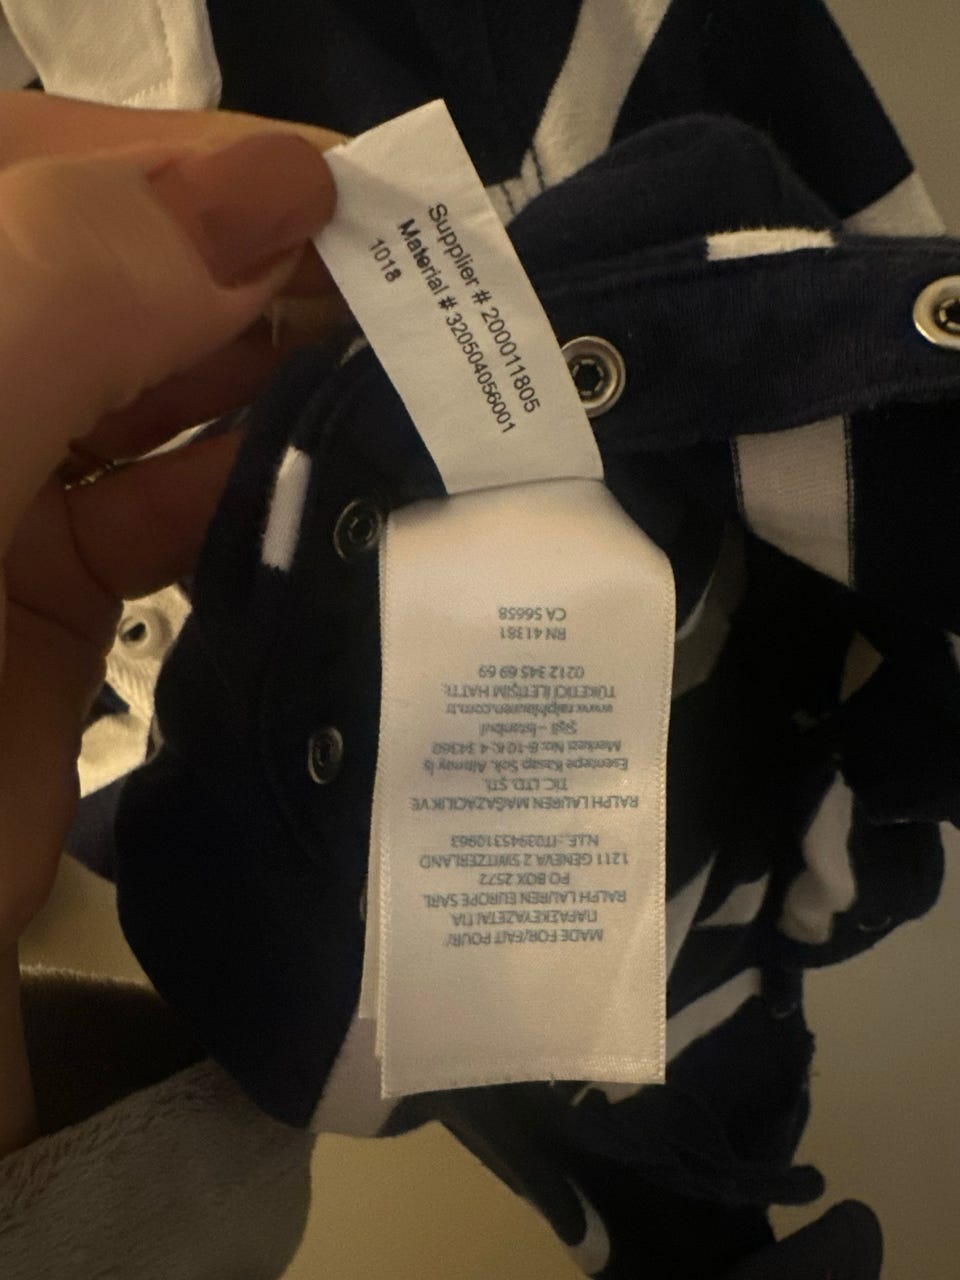 Supplier # 200011805
Material # 320504056001
1018
MADE FOR/FAIT POUR/
ΠΑΡΑΣΚΕΥΑΖΕΤΑΙ ΓΙΑ
RALPH LAUREN EUROPE SARL
PO BOX 2572
1211 GENEVA 2 SWITZERLAND
N.I.F.: IT03945310963
RALPH LAUREN MAĞAZACILIK VE
TİC. LTD. ŞTİ.
Esentepe Kasap Sok. Altınay İş
Merkezi No: 8-10 K: 4 34360
Şişli – İstanbul
www.ralphlauren.com.tr
TÜKETİCİ İLETİŞİM HATTI:
0212 345 69 69
RN 41381
CA 56658